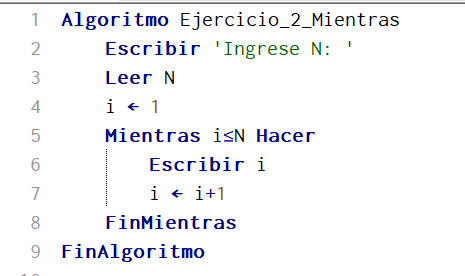 1 Algoritmo Ejercicio_2_Mientras
2 Escribir 'Ingrese N: '
3 Leer N
4 i ← 1
5 Mientras i≤N Hacer
6 Escribir i
7 i ← i+1
8 FinMientras
9 FinAlgoritmo